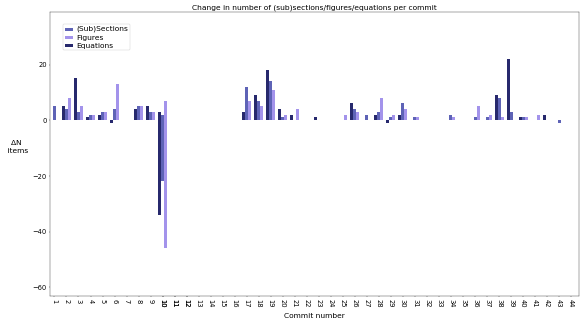 Change in number of (sub)sections/figures/equations per commit
(Sub)Sections
Figures
Equations
20
0
−20
−40
−60
ΔN
items
1 2 3 4 5 6 7 8 9 10 11 12 13 14 15 16 17 18 19 20 21 22 23 24 25 26 27 28 29 30 31 32 33 34 35 36 37 38 39 40 41 42 43 44
Commit number